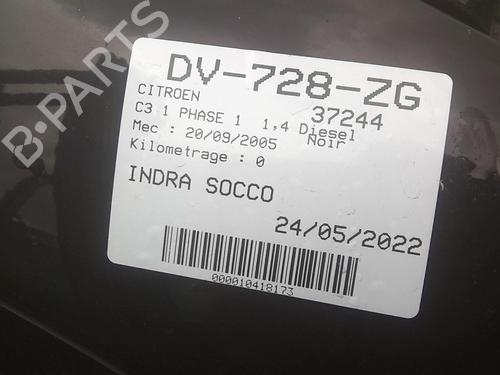 B-PARTS
DV-728-ZG
CITROEN 37244
C3 1 PHASE 1 1,4 Diesel
Mec : 20/09/2005 Noir
Kilometrage : 0
INDRA SOCCO
24/05/2022
000010418173